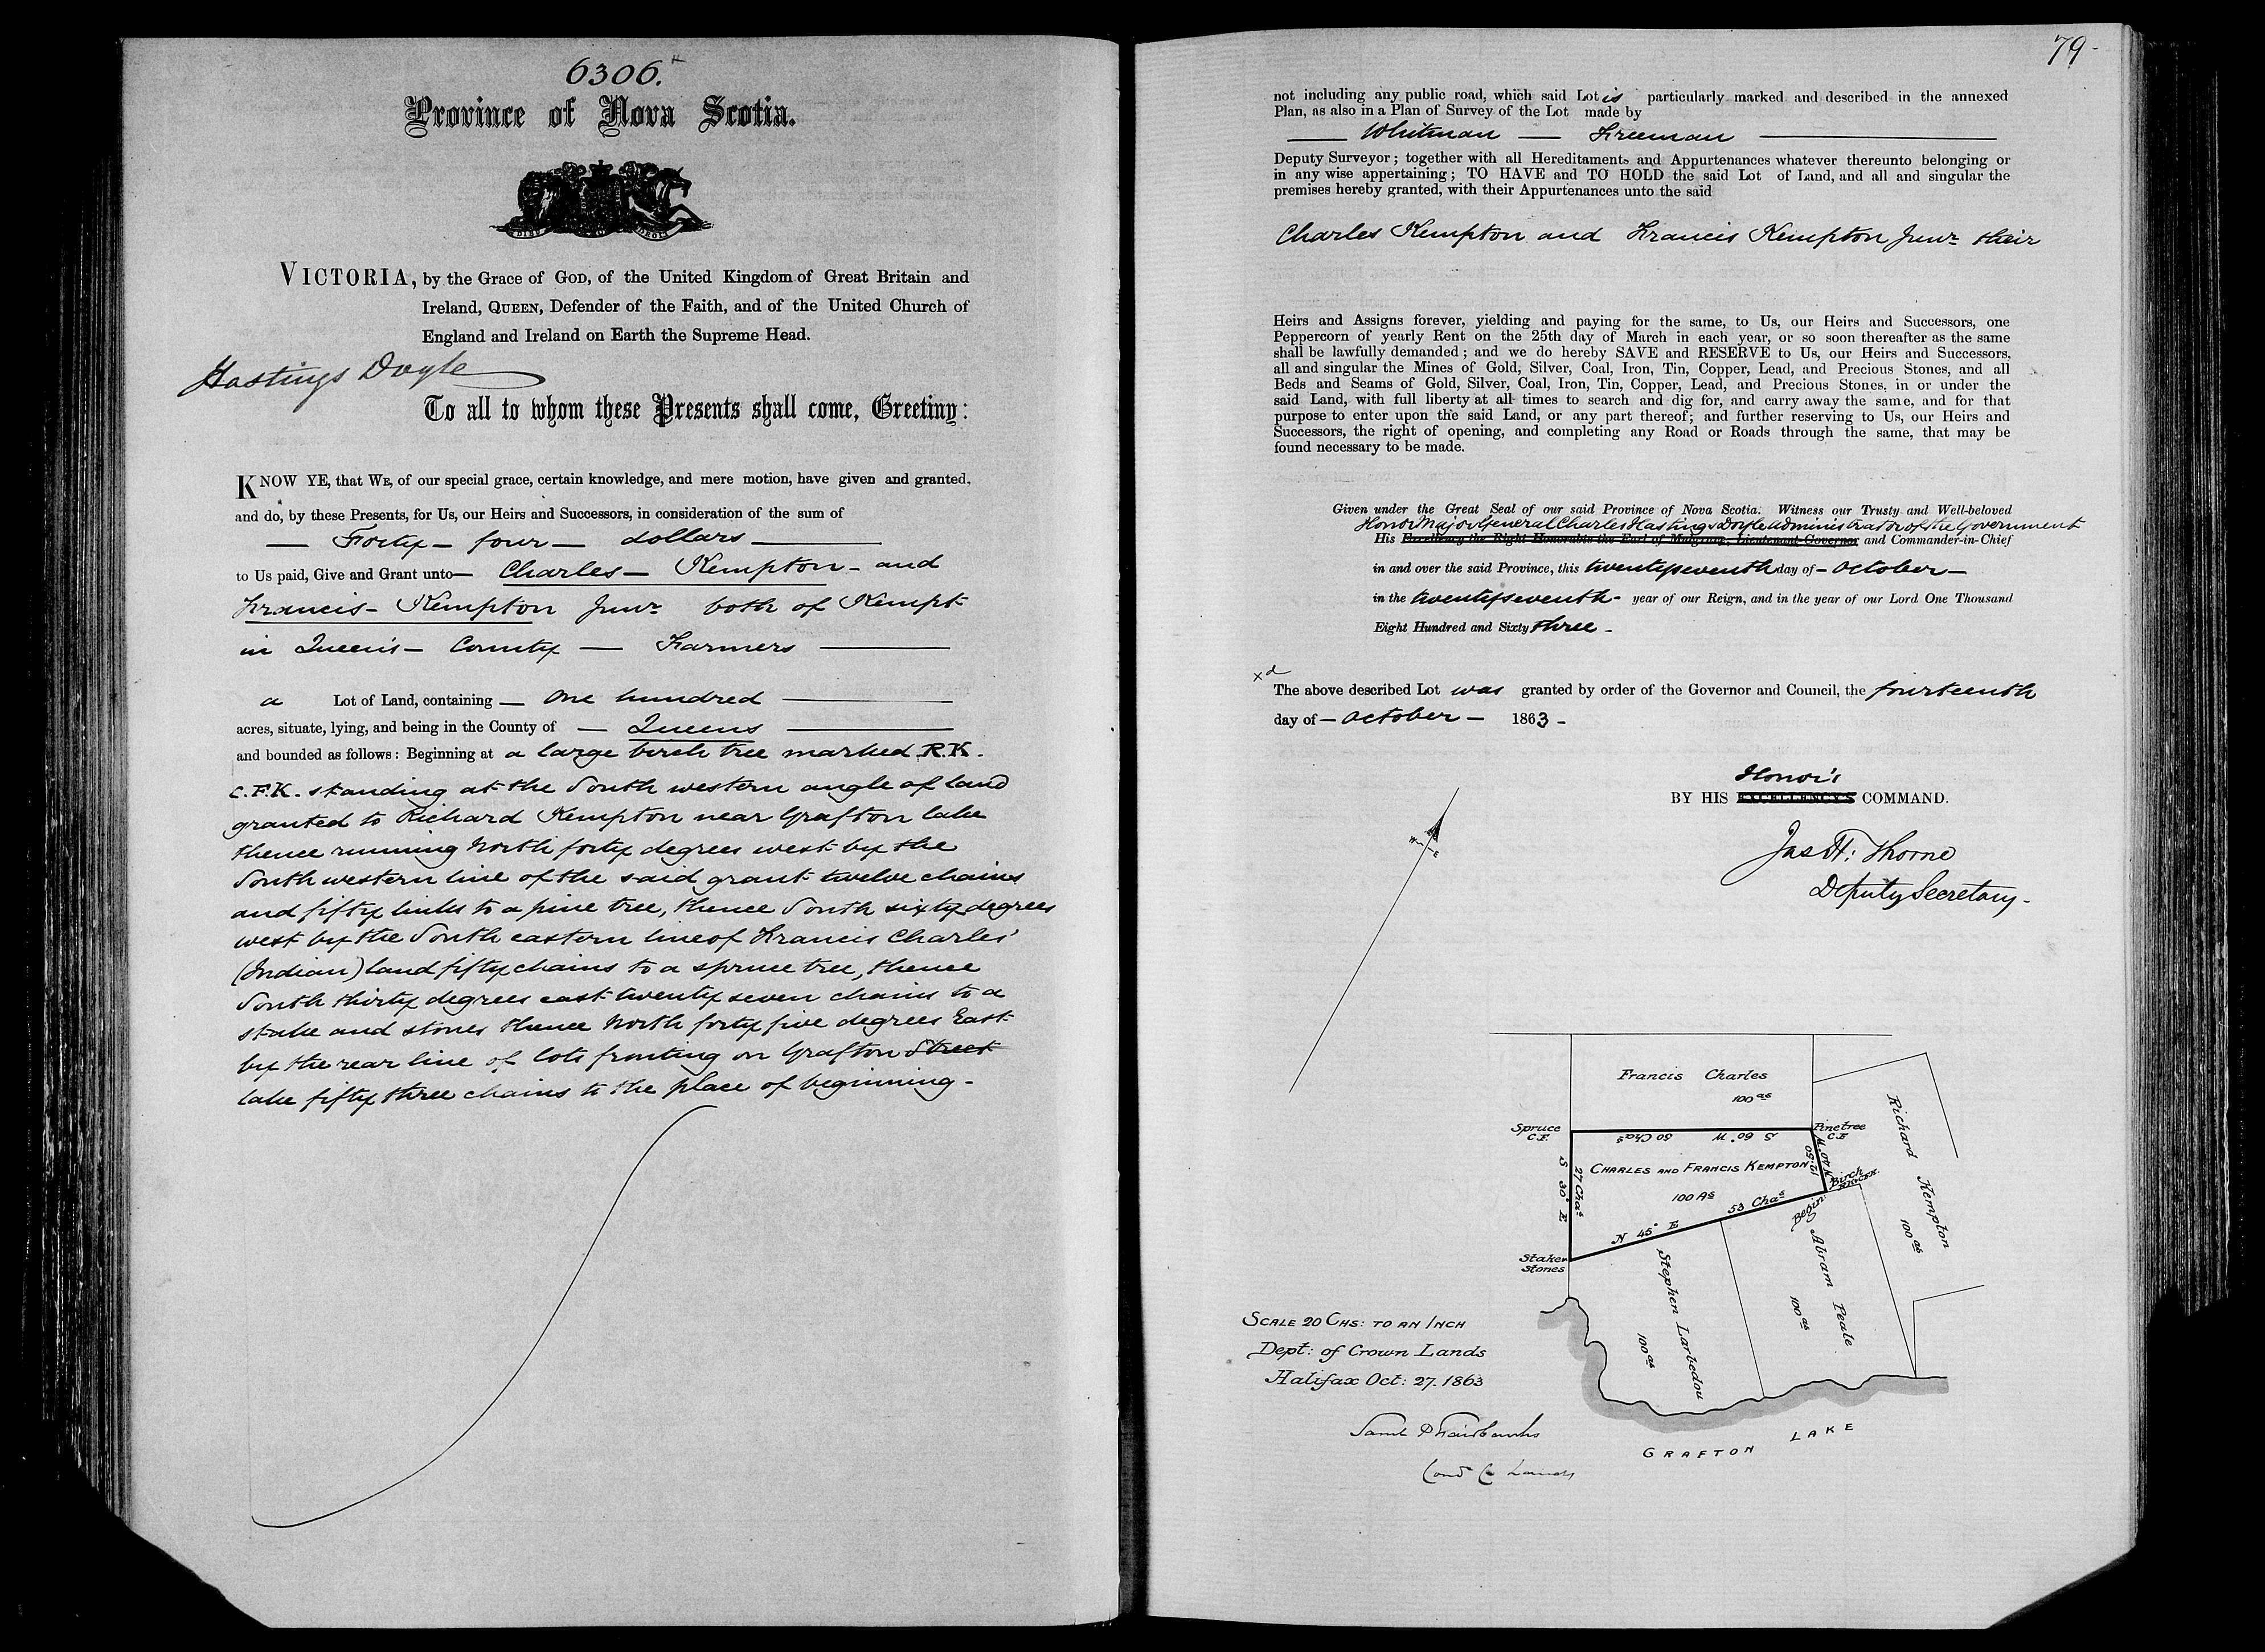 6306.
Province of Nova Scotia.
VICTORIA, by the Grace of GOD, of the United Kingdom of Great Britain and
Ireland, QUEEN, Defender of the Faith, and of the United Church of
England and Ireland on Earth the Supreme Head.
Hastings Doyle
To all to whom these Presents shall come, Greeting:
KNOW YE, that WE, of our special grace, certain knowledge, and mere motion, have given and granted,
and do, by these Presents, for Us, our Heirs and Successors, in consideration of the sum of
— Forty — four — dollars —
to Us paid, Give and Grant unto — Charles — Kempton - and
Francis - Kempton Junr both of Kempt
in Queen's - County — Farmers —
a Lot of Land, containing — One hundred —
acres, situate, lying, and being in the County of — Queens —
and bounded as follows: Beginning at a large birch tree marked R.K.
C.F.K. standing at the South western angle of land
granted to Richard Kempton near Grafton lake
thence running North forty degrees west by the
South western line of the said grant twelve chains
and fifty links to a pine tree, thence South sixty degrees
west by the South eastern line of Francis Charles'
(Indian) land fifty chains to a spruce tree, thence
South thirty degrees east twenty seven chains to a
stake and stones thence North forty five degrees East
by the rear line of lots fronting on Grafton Street
lake fifty three chains to the place of beginning -
79-
not including any public road, which said Lot is particularly marked and described in the annexed
Plan, as also in a Plan of Survey of the Lot made by
— Whitman — Freeman —
Deputy Surveyor; together with all Hereditaments and Appurtenances whatever thereunto belonging or
in any wise appertaining; TO HAVE and TO HOLD the said Lot of Land, and all and singular the
premises hereby granted, with their Appurtenances unto the said
Charles Kempton and Francis Kempton Junr their
Heirs and Assigns forever, yielding and paying for the same, to Us, our Heirs and Successors, one
Peppercorn of yearly Rent on the 25th day of March in each year, or so soon thereafter as the same
shall be lawfully demanded; and we do hereby SAVE and RESERVE to Us, our Heirs and Successors,
all and singular the Mines of Gold, Silver, Coal, Iron, Tin, Copper, Lead, and Precious Stones, and all
Beds and Seams of Gold, Silver, Coal, Iron, Tin, Copper, Lead, and Precious Stones, in or under the
said Land, with full liberty at all times to search and dig for, and carry away the same, and for that
purpose to enter upon the said Land, or any part thereof; and further reserving to Us, our Heirs and
Successors, the right of opening, and completing any Road or Roads through the same, that may be
found necessary to be made.
Given under the Great Seal of our said Province of Nova Scotia. Witness our Trusty and Well-beloved
Honor Major General Charles Hastings Doyle Administrator of the Government
His Excellency the Right Honorable the Earl of Mulgrave, Lieutenant-Governor and Commander-in-Chief
in and over the said Province, this twenty seventh day of - October -
in the twenty seventh - year of our Reign, and in the year of our Lord One Thousand
Eight Hundred and Sixty three -
The above described Lot was granted by order of the Governor and Council, the fourteenth
day of - October - 1863 -
Honor's
BY HIS EXCELLENCY'S COMMAND.
Jas H: Thorne
Deputy Secretary -
Francis Charles
100 as
Spruce
C.F.
50 Chas
S 60° W
Pine tree
C.F.
N 40° W
12.50
Birch
Richard Kempton
100 as
CHARLES AND FRANCIS KEMPTON
100 As
S 30° E
27 Chas
N 45° E
53 Chas
Begin
Stake &
Stones
Stephen Larbedou
100 as
Abram Peale
100 as
SCALE 20 CHS: TO AN INCH
Dept: of Crown Lands
Halifax Oct: 27. 1863
Saml P Fairbanks
Comr Cn Lands
GRAFTON LAKE